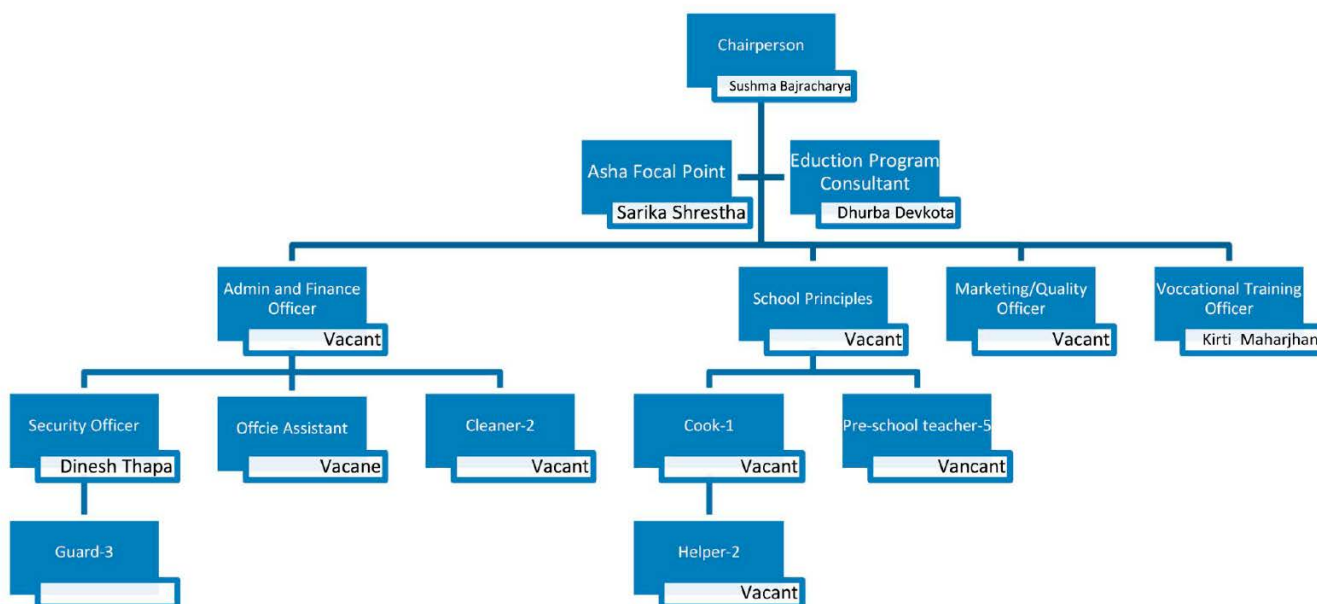 Chairperson
Sushma Bajracharya
Asha Focal Point
Sarika Shrestha
Eduction Program
Consultant
Dhurba Devkota
Admin and Finance
Officer
Vacant
School Principles
Vacant
Marketing/Quality
Officer
Vacant
Voccational Training
Officer
Kirti Maharjhan
Security Officer
Dinesh Thapa
Offcie Assistant
Vacane
Cleaner-2
Vacant
Cook-1
Vacant
Pre-school teacher-5
Vancant
Guard-3
Helper-2
Vacant